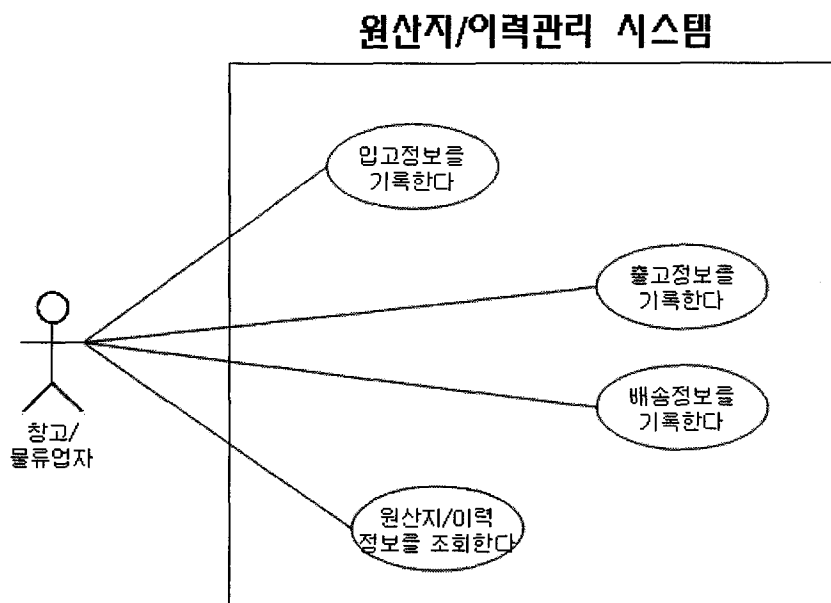 원산지/이력관리 시스템
입고정보를
기록한다
출고정보를
기록한다
배송정보를
기록한다
창고/
물류업자
원산지/이력
정보를 조회한다